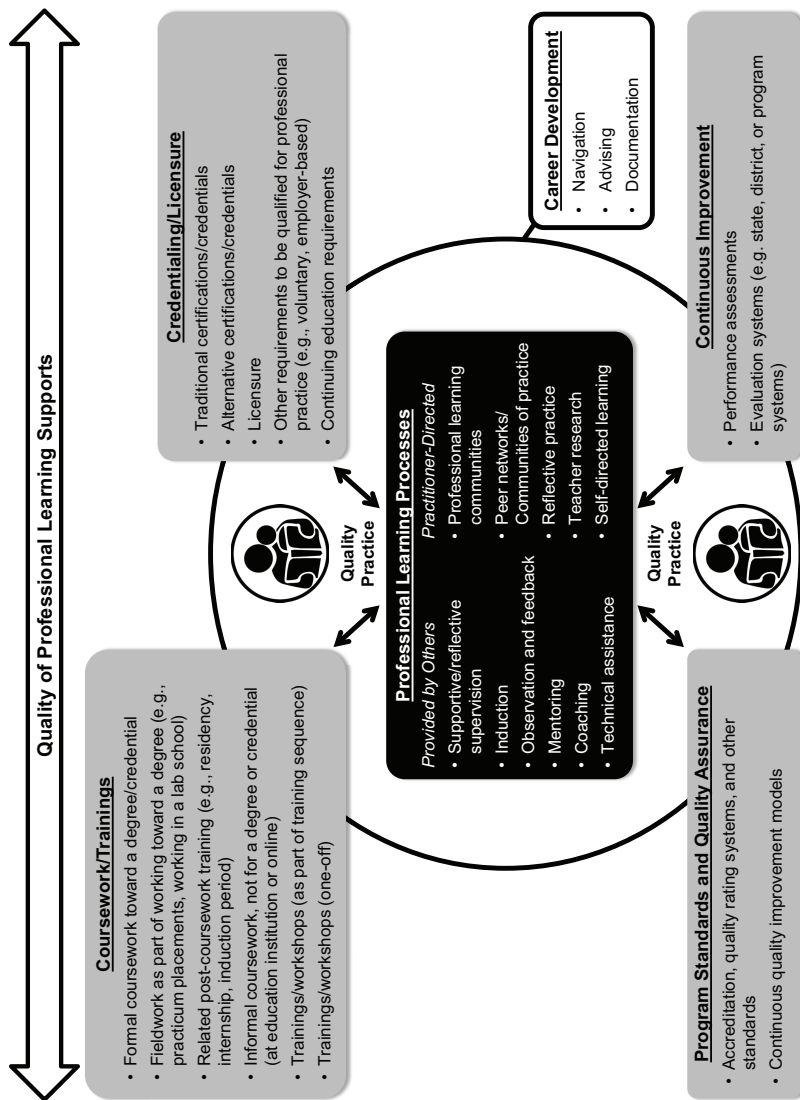 Quality of Professional Learning Supports
Coursework/Trainings
• Formal coursework toward a degree/credential
• Fieldwork as part of working toward a degree (e.g.,
practicum placements, working in a lab school)
• Related post-coursework training (e.g., residency,
internship, induction period)
• Informal coursework, not for a degree or credential
(at education institution or online)
• Trainings/workshops (as part of training sequence)
• Trainings/workshops (one-off)
Credentialing/Licensure
• Traditional certifications/credentials
• Alternative certifications/credentials
• Licensure
• Other requirements to be qualified for professional
practice (e.g., voluntary, employer-based)
• Continuing education requirements
Quality
Practice
Professional Learning Processes
Provided by Others
• Supportive/reflective
supervision
• Induction
• Observation and feedback
• Mentoring
• Coaching
• Technical assistance
Practitioner-Directed
• Professional learning
communities
• Peer networks/
Communities of practice
• Reflective practice
• Teacher research
• Self-directed learning
Career Development
• Navigation
• Advising
• Documentation
Quality
Practice
Program Standards and Quality Assurance
• Accreditation, quality rating systems, and other
standards
• Continuous quality improvement models
Continuous Improvement
• Performance assessments
• Evaluation systems (e.g. state, district, or program
systems)